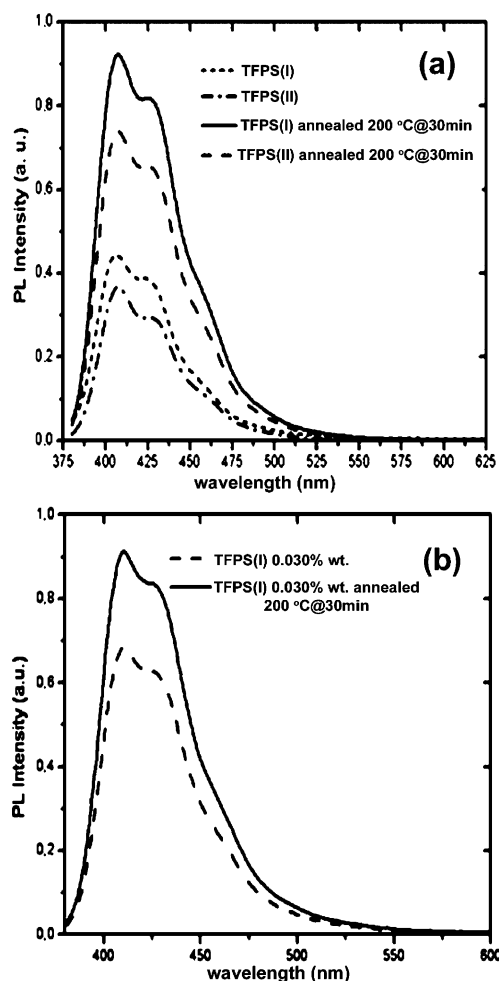 1.0
(a)
TFPS(I)
TFPS(II)
TFPS(I) annealed 200 °C@30min
TFPS(II) annealed 200 °C@30min
0.8
0.6
0.4
0.2
0.0
PL Intensity (a. u.)
375 400 425 450 475 500 525 550 575 600 625
wavelength (nm)
1,0
(b)
TFPS(I) 0.030% wt.
TFPS(I) 0.030% wt. annealed
200 °C@30min
0,8
0,6
0,4
0,2
0,0
PL Intensity (a.u.)
400 450 500 550 600
wavelength (nm)